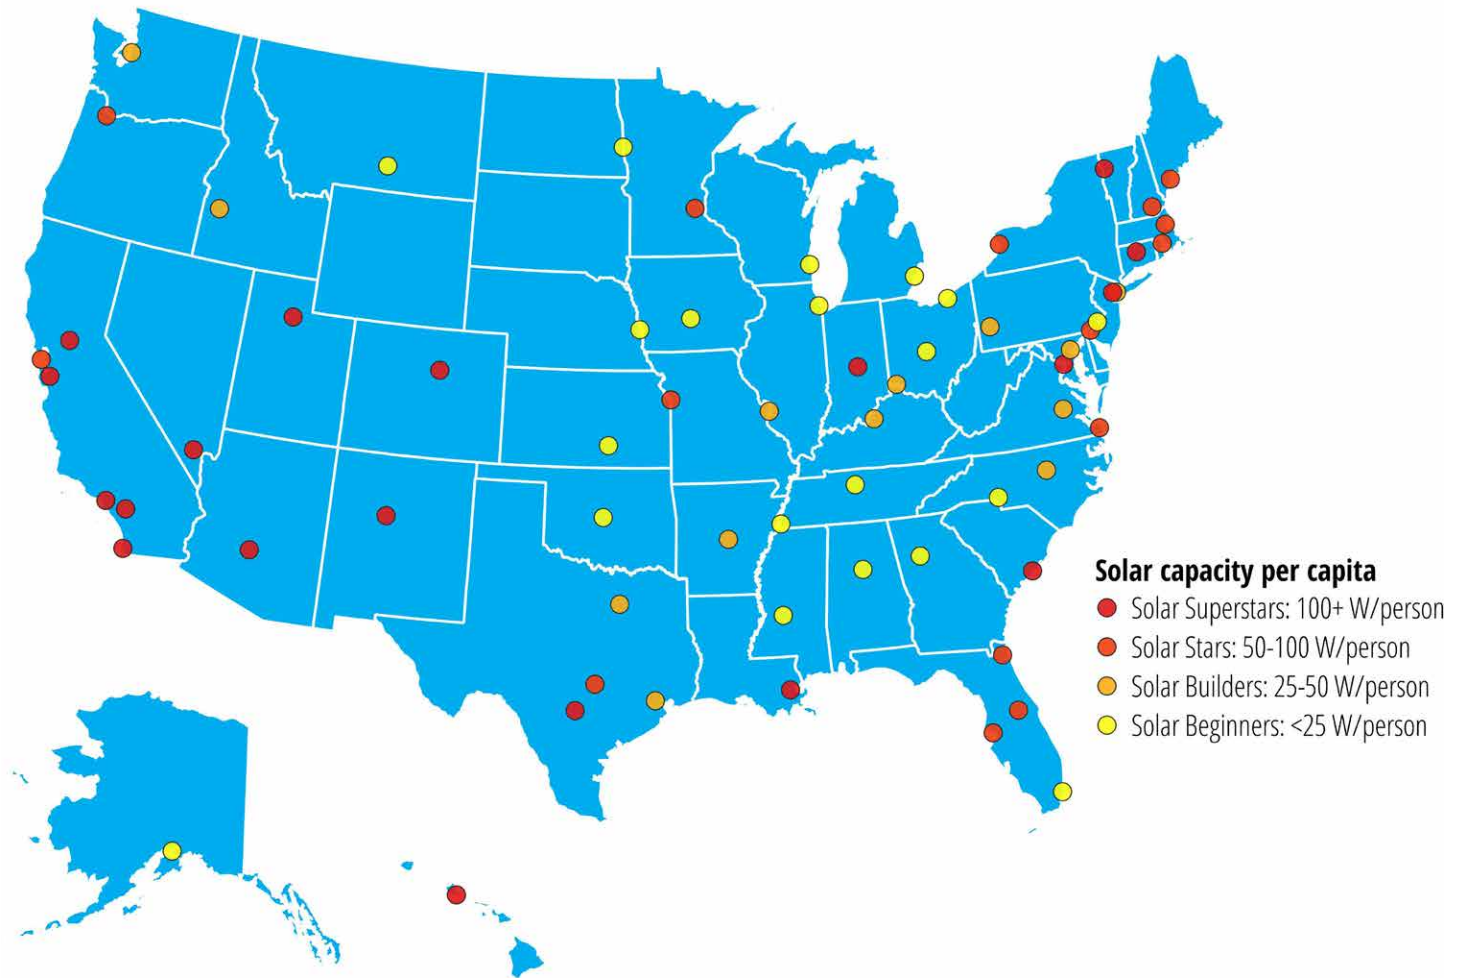 Solar capacity per capita
Solar Superstars: 100+ W/person
Solar Stars: 50-100 W/person
Solar Builders: 25-50 W/person
Solar Beginners: <25 W/person